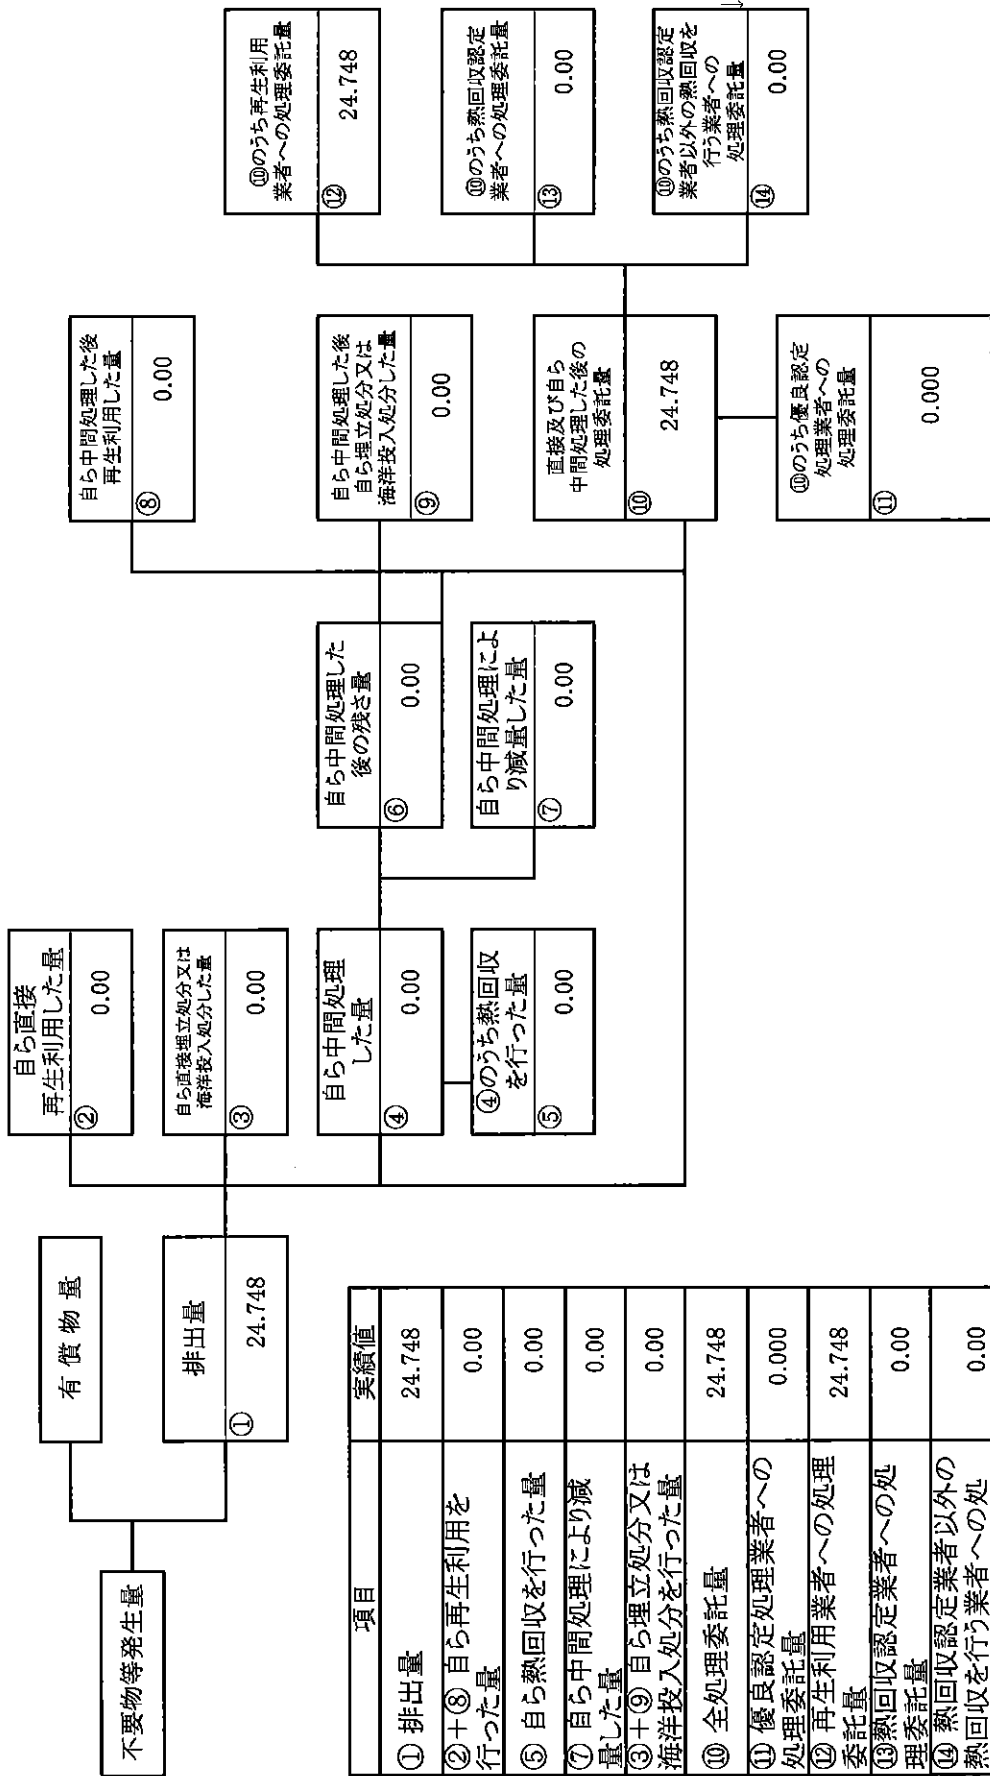 不要物等発生量
有償物量
排出量
①
24.748
自ら直接
再生利用した量
②
0.00
自ら直接埋立処分又は
海洋投入処分した量
③
0.00
自ら中間処理
した量
④
0.00
④のうち熱回収
を行った量
⑤
0.00
自ら中間処理した
後の残さ量
⑥
0.00
自ら中間処理によ
り減量した量
⑦
0.00
自ら中間処理した後
再生利用した量
⑧
0.00
自ら中間処理した後
自ら埋立処分又は
海洋投入処分した量
⑨
0.00
直接及び自ら
中間処理した後の
処理委託量
⑩
24.748
⑩のうち優良認定
処理業者への
処理委託量
⑪
0.000
⑩のうち再生利用
業者への処理委託量
⑫
24.748
⑩のうち熱回収認定
業者への処理委託量
⑬
0.00
⑩のうち熱回収認定
業者以外の熱回収を
行う業者への
処理委託量
⑭
0.00
項目 実績値
①排出量 24.748
②+⑧ 自ら再生利用を
行った量 0.00
⑤ 自ら熱回収を行った量 0.00
⑦ 自ら中間処理により減
量した量 0.00
③+⑨ 自ら埋立処分又は
海洋投入処分を行った量 0.00
⑩ 全処理委託量 24.748
⑪ 優良認定処理業者への
処理委託量 0.000
⑫ 再生利用業者への処理
委託量 24.748
⑬熱回収認定業者への処
理委託量 0.00
⑭ 熱回収認定業者以外の
熱回収を行う業者への処 0.00